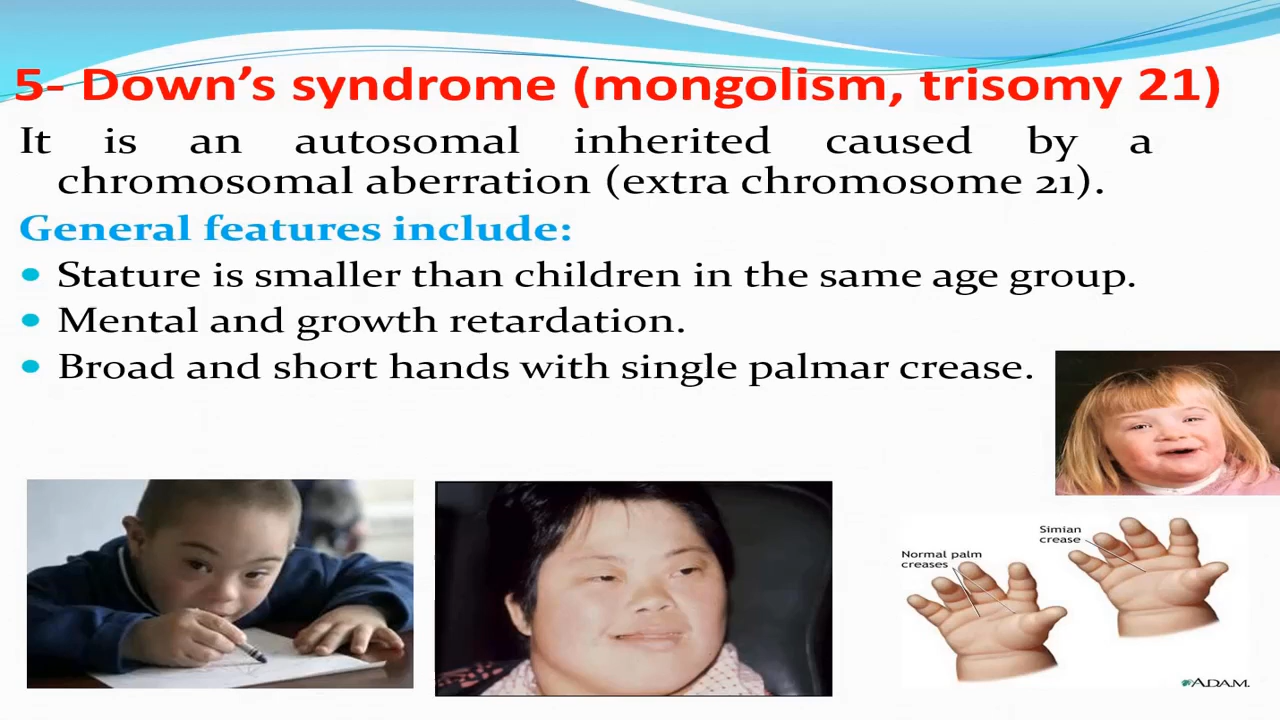 5- Down’s syndrome (mongolism, trisomy 21)
It is an autosomal inherited caused by a
chromosomal aberration (extra chromosome 21).
General features include:
• Stature is smaller than children in the same age group.
• Mental and growth retardation.
• Broad and short hands with single palmar crease.
Simian
crease
Normal palm
creases
A.D.A.M.